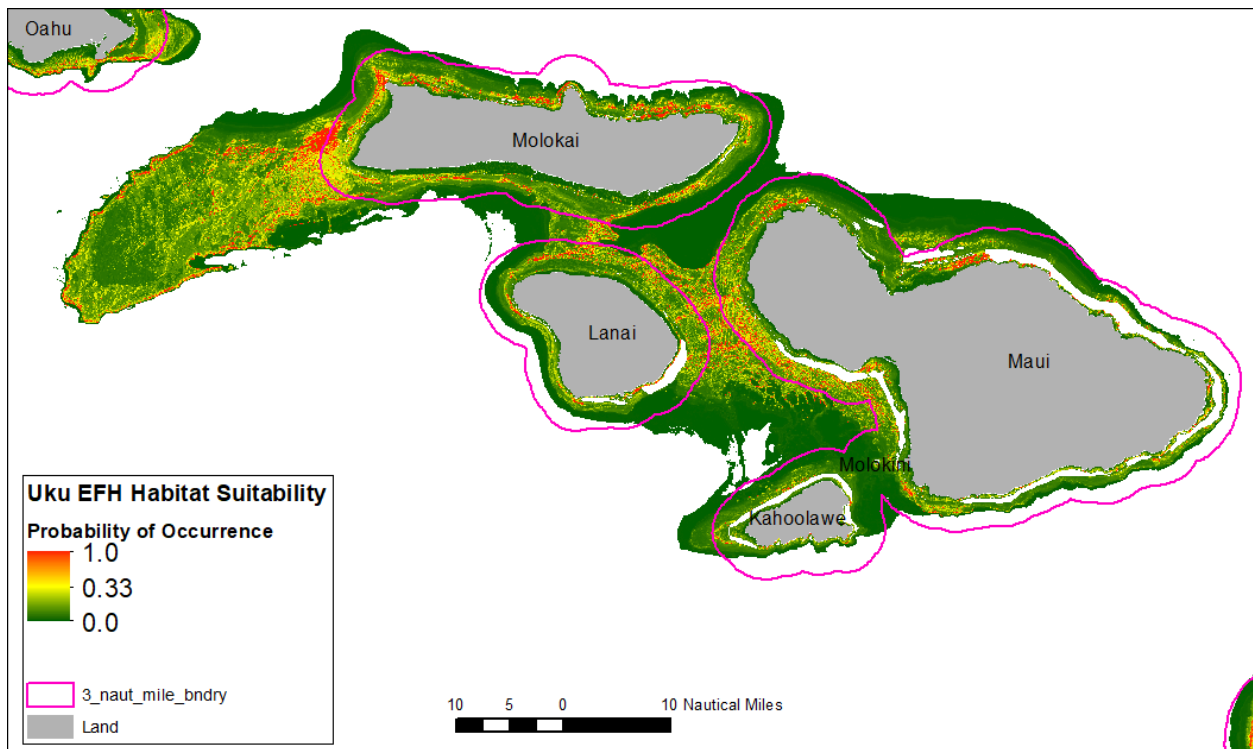 Oahu
Molokai
Lanai
Maui
Molokini
Kahoolawe
Uku EFH Habitat Suitability
Probability of Occurrence
1.0
0.33
0.0
3_naut_mile_bndry
Land
10 5 0 10 Nautical Miles